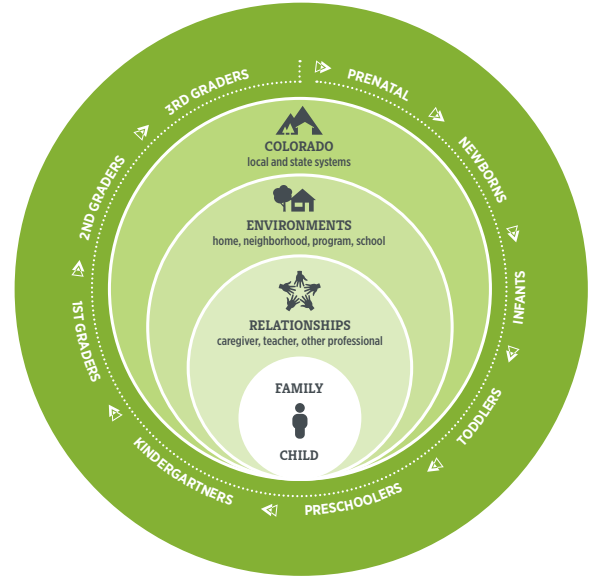 PRENATAL
NEWBORNS
INFANTS
TODDLERS
PRESCHOOLERS
KINDERGARTNERS
1ST GRADERS
2ND GRADERS
3RD GRADERS
COLORADO
local and state systems
ENVIRONMENTS
home, neighborhood, program, school
RELATIONSHIPS
caregiver, teacher, other professional
FAMILY
CHILD